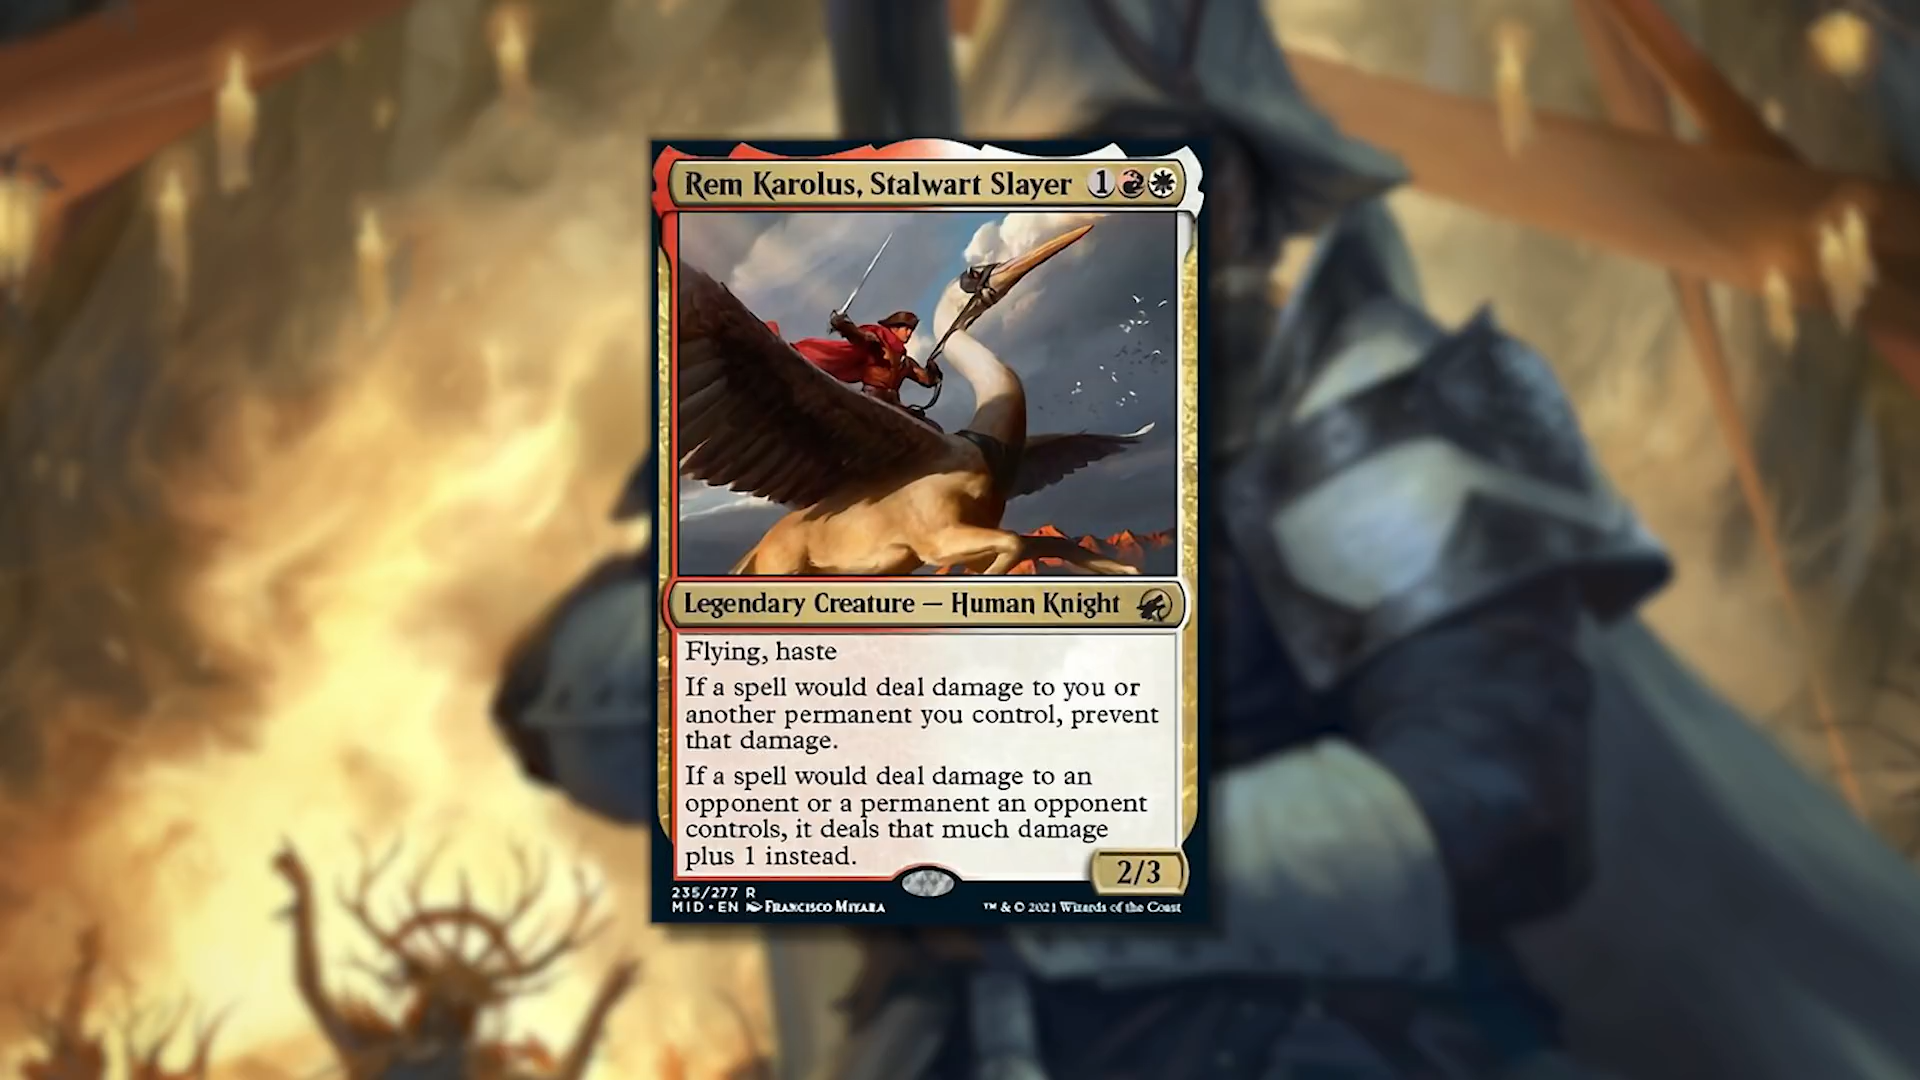 Rem Karolus, Stalwart Slayer 1
Legendary Creature — Human Knight
Flying, haste
If a spell would deal damage to you or
another permanent you control, prevent
that damage.
If a spell would deal damage to an
opponent or a permanent an opponent
controls, it deals that much damage
plus 1 instead.
2/3
235/277 R
MID • EN Francisco Miyara
™ & © 2021 Wizards of the Coast